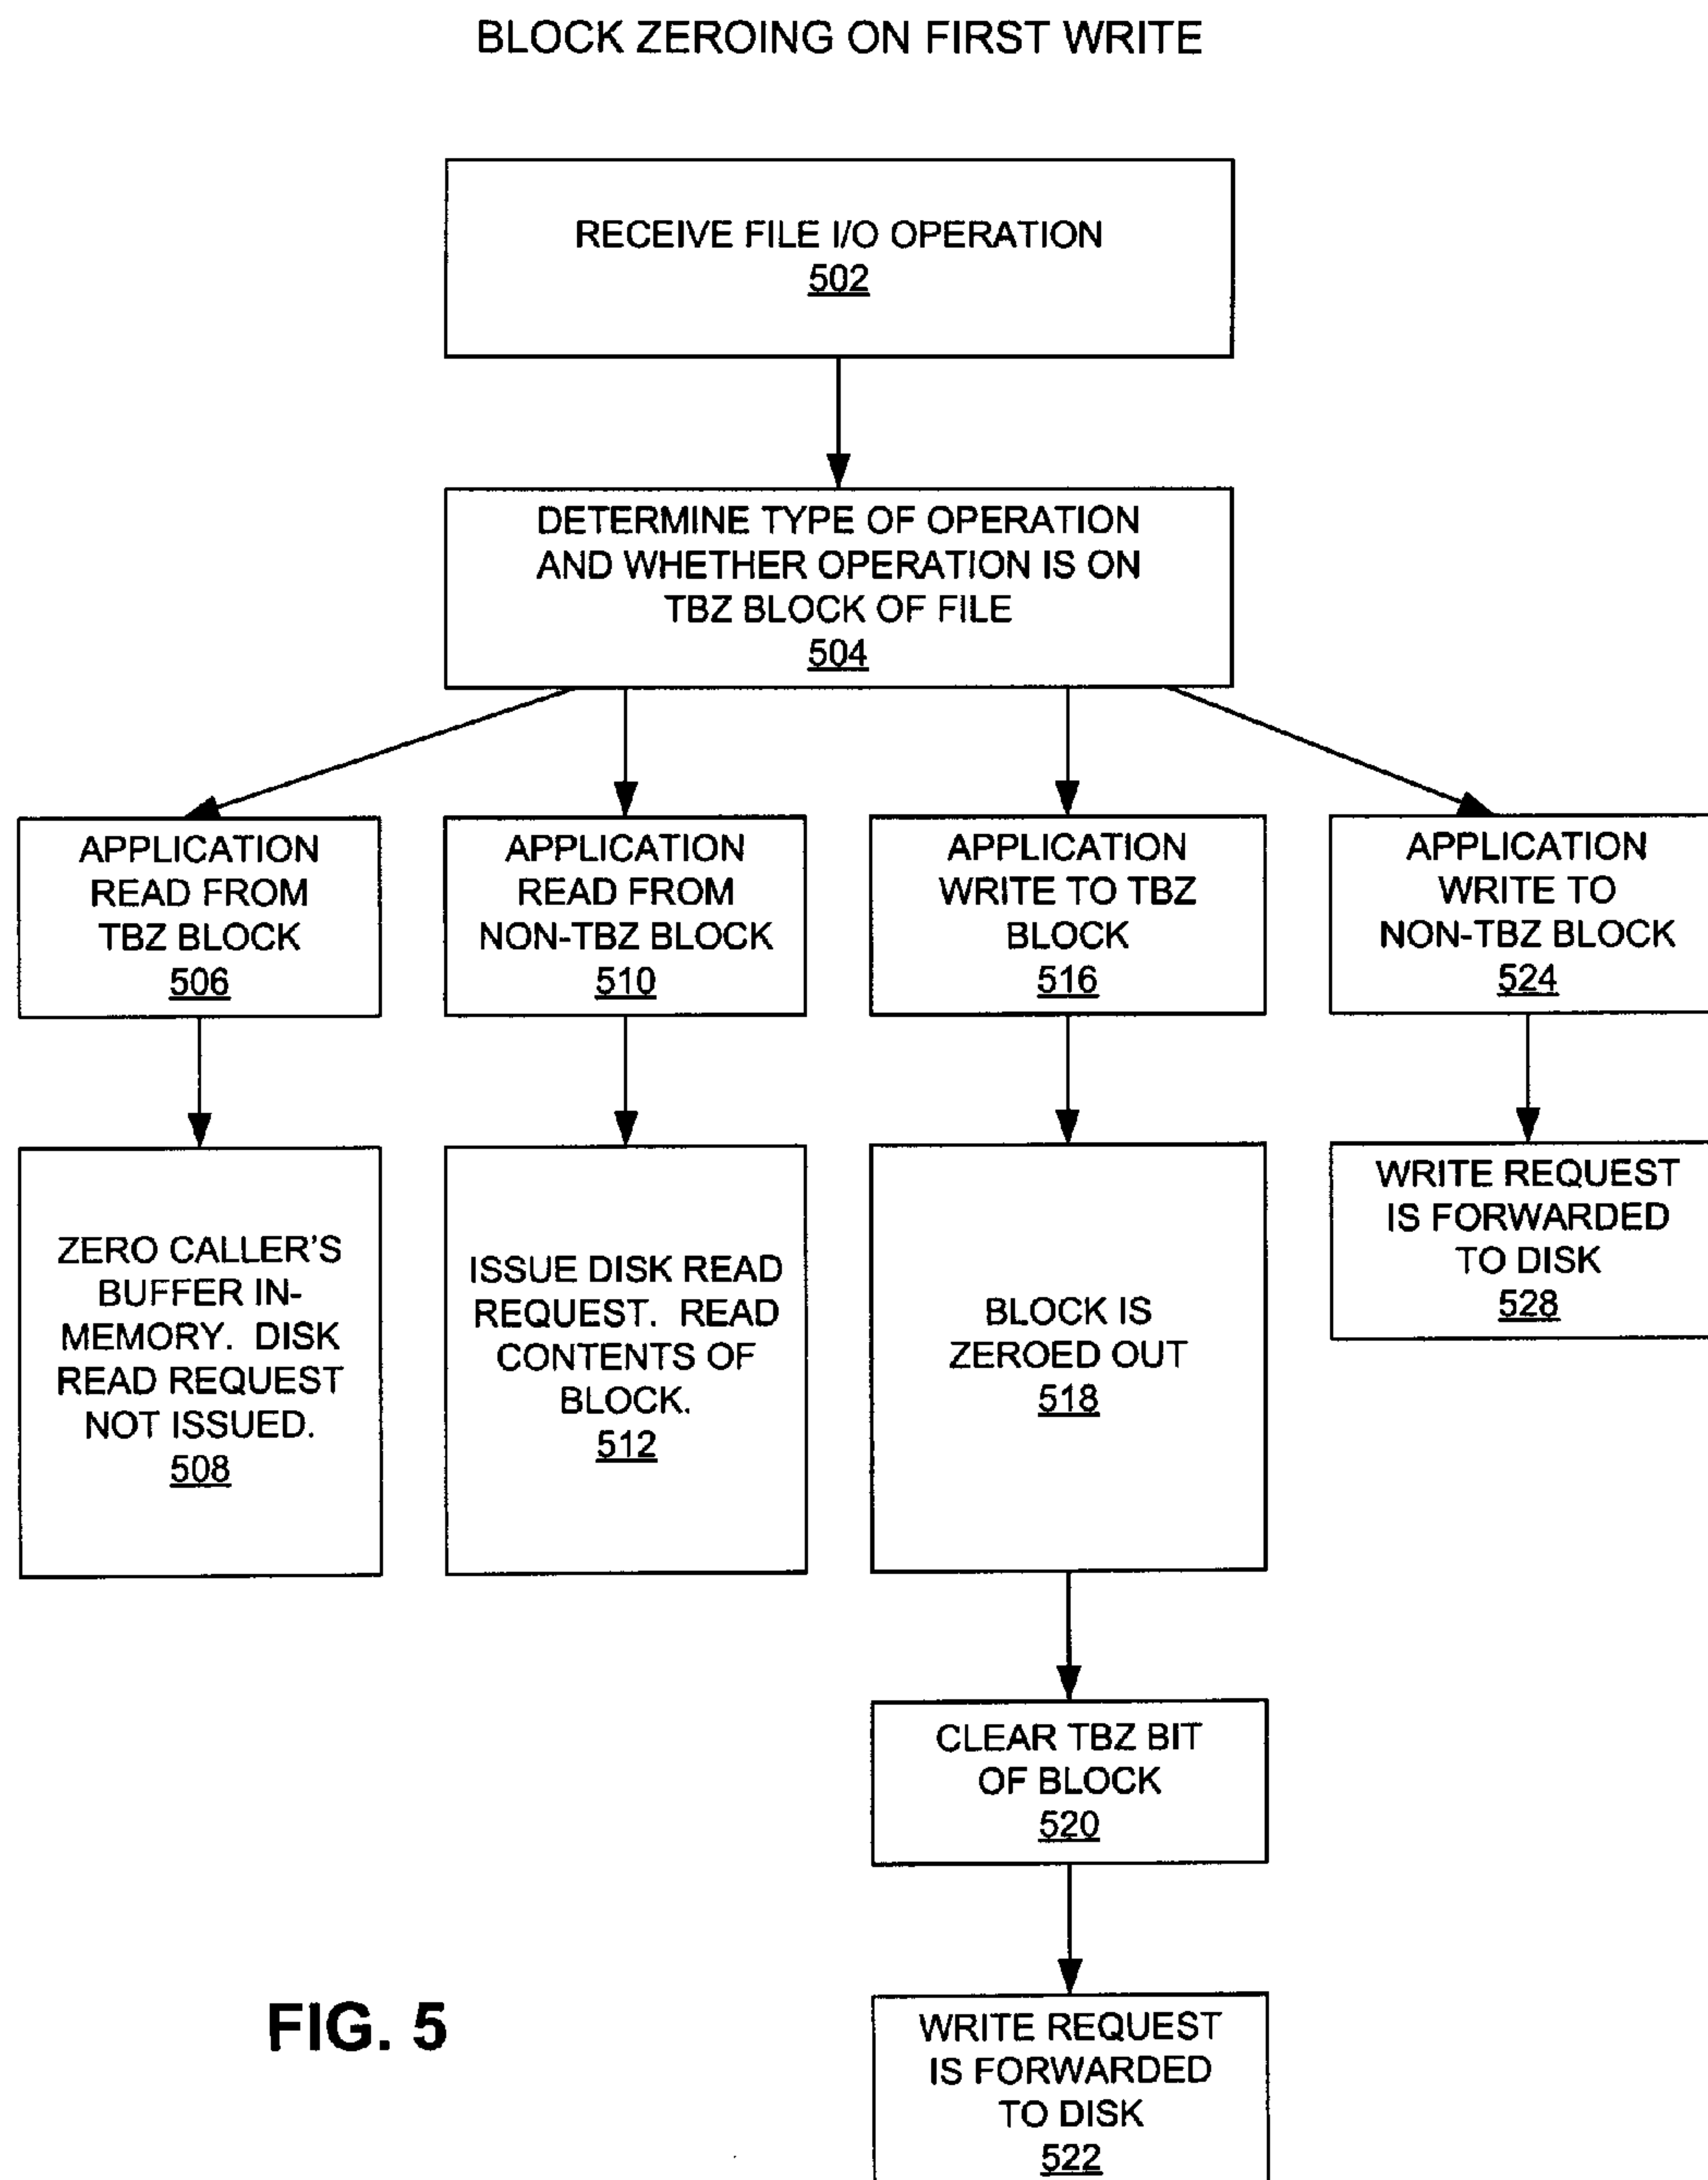 BLOCK ZEROING ON FIRST WRITE
RECEIVE FILE I/O OPERATION
502
DETERMINE TYPE OF OPERATION
AND WHETHER OPERATION IS ON
TBZ BLOCK OF FILE
504
APPLICATION
READ FROM
TBZ BLOCK
506
APPLICATION
READ FROM
NON-TBZ BLOCK
510
APPLICATION
WRITE TO TBZ
BLOCK
516
APPLICATION
WRITE TO
NON-TBZ BLOCK
524
ZERO CALLER'S
BUFFER IN-
MEMORY. DISK
READ REQUEST
NOT ISSUED.
508
ISSUE DISK READ
REQUEST. READ
CONTENTS OF
BLOCK.
512
BLOCK IS
ZEROED OUT
518
WRITE REQUEST
IS FORWARDED
TO DISK
528
CLEAR TBZ BIT
OF BLOCK
520
WRITE REQUEST
IS FORWARDED
TO DISK
522
FIG. 5